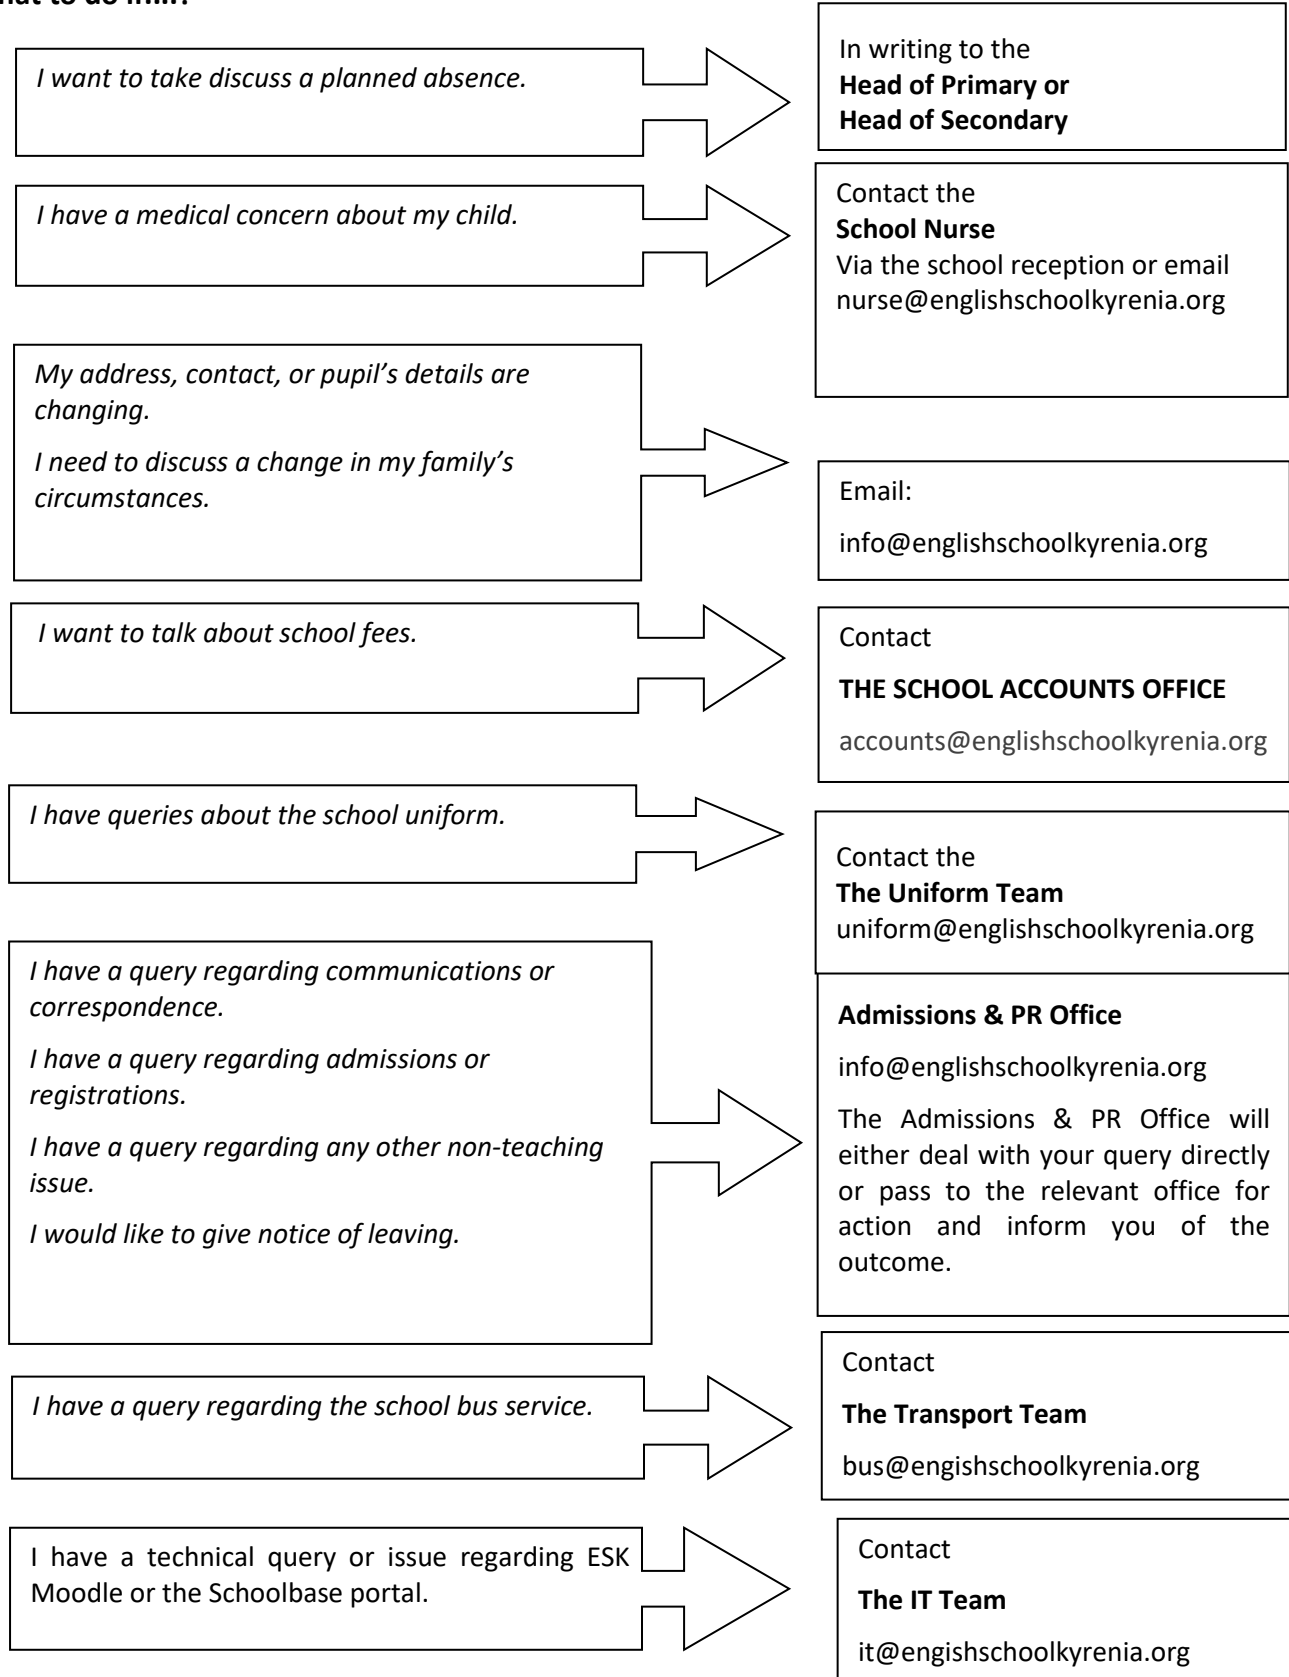 I want to take discuss a planned absence.
In writing to the
Head of Primary or
Head of Secondary
I have a medical concern about my child.
Contact the
School Nurse
Via the school reception or email
nurse@englishschoolkyrenia.org
My address, contact, or pupil’s details are
changing.
I need to discuss a change in my family’s
circumstances.
Email:
info@englishschoolkyrenia.org
I want to talk about school fees.
Contact
THE SCHOOL ACCOUNTS OFFICE
accounts@englishschoolkyrenia.org
I have queries about the school uniform.
Contact the
The Uniform Team
uniform@englishschoolkyrenia.org
I have a query regarding communications or
correspondence.
I have a query regarding admissions or
registrations.
I have a query regarding any other non-teaching
issue.
I would like to give notice of leaving.
Admissions & PR Office
info@englishschoolkyrenia.org
The Admissions & PR Office will
either deal with your query directly
or pass to the relevant office for
action and inform you of the
outcome.
I have a query regarding the school bus service.
Contact
The Transport Team
bus@engishschoolkyrenia.org
I have a technical query or issue regarding ESK
Moodle or the Schoolbase portal.
Contact
The IT Team
it@engishschoolkyrenia.org